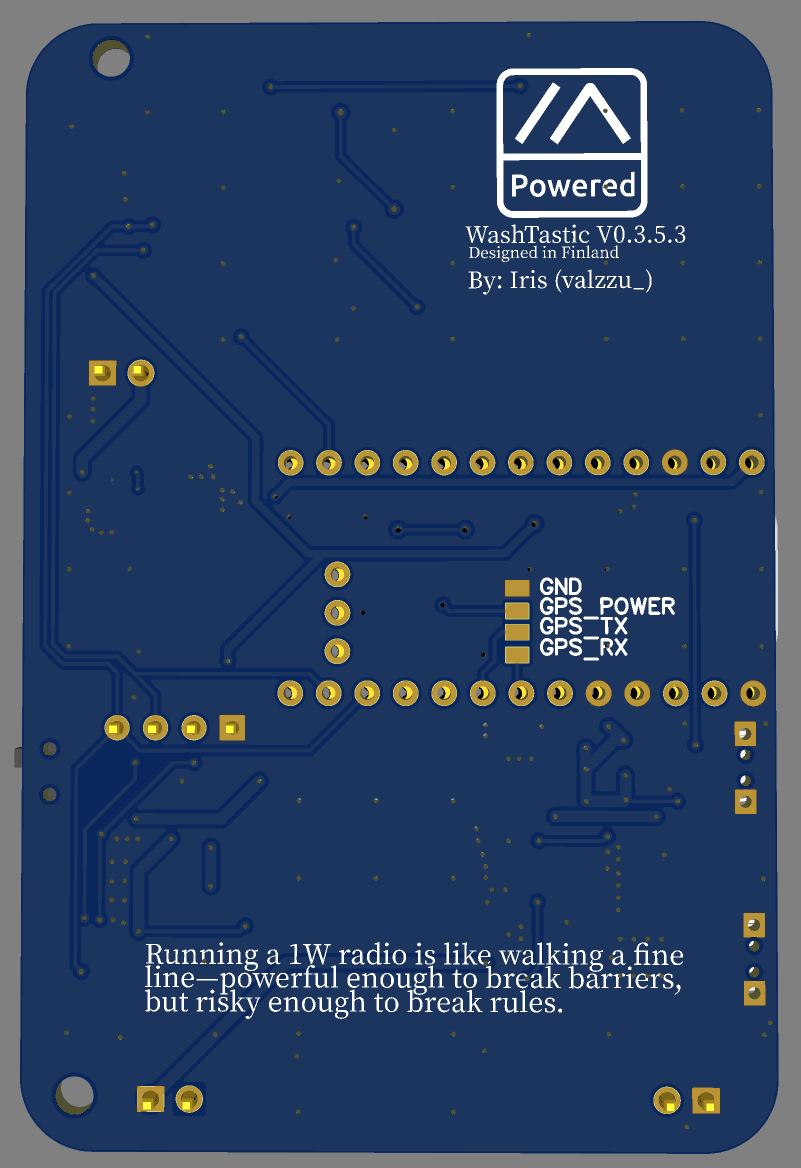 Powered
WashTastic V0.3.5.3
Designed in Finland
By: Iris (valzzu_)
GND
GPS_POWER
GPS_TX
GPS_RX
Running a 1W radio is like walking a fine
line—powerful enough to break barriers,
but risky enough to break rules.